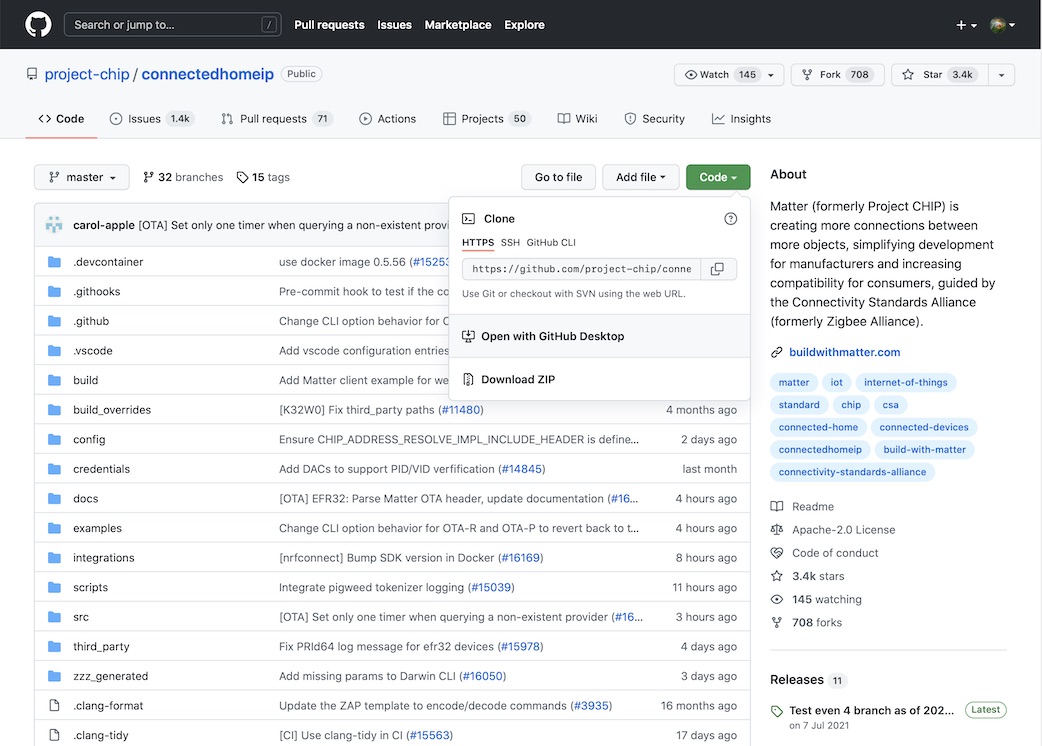 Search or jump to... /
Pull requests Issues Marketplace Explore
+
project-chip / connectedhomeip Public
Watch 145
Fork 708
Star 3.4k
<> Code
Issues 1.4k
Pull requests 71
Actions
Projects 50
Wiki
Security
Insights
master
32 branches
15 tags
Go to file
Add file
Code
carol-apple [OTA] Set only one timer when querying a non-existent prov
.devcontainer use docker image 0.5.56 (#15253
.githooks Pre-commit hook to test if the co
.github Change CLI option behavior for
.vscode Add vscode configuration entries
build Add Matter client example for we
build_overrides [K32W0] Fix third_party paths (#11480) 4 months ago
config Ensure CHIP_ADDRESS_RESOLVE_IMPL_INCLUDE_HEADER is define... 2 days ago
credentials Add DACs to support PID/VID verfification (#14845) last month
docs [OTA] EFR32: Parse Matter OTA header, update documentation (#16... 4 hours ago
examples Change CLI option behavior for OTA-R and OTA-P to revert back to t... 4 hours ago
integrations [nrfconnect] Bump SDK version in Docker (#16169) 8 hours ago
scripts Integrate pigweed tokenizer logging (#15039) 11 hours ago
src [OTA] Set only one timer when querying a non-existent provider (#16... 3 hours ago
third_party Fix PRId64 log message for efr32 devices (#15978) 4 days ago
zzz_generated Add missing params to Darwin CLI (#16050) 3 days ago
.clang-format Update the ZAP template to encode/decode commands (#3935) 16 months ago
.clang-tidy [CI] Use clang-tidy in CI (#15563) 17 days ago
Clone
HTTPS SSH GitHub CLI
https://github.com/project-chip/conne
Use Git or checkout with SVN using the web URL.
Open with GitHub Desktop
Download ZIP
About
Matter (formerly Project CHIP) is
creating more connections between
more objects, simplifying development
for manufacturers and increasing
compatibility for consumers, guided by
the Connectivity Standards Alliance
(formerly Zigbee Alliance).
buildwithmatter.com
matter iot internet-of-things
standard chip csa
connected-home connected-devices
connectedhomeip build-with-matter
connectivity-standards-alliance
Readme
Apache-2.0 License
Code of conduct
3.4k stars
145 watching
708 forks
Releases 11
Test even 4 branch as of 202... Latest
on 7 Jul 2021